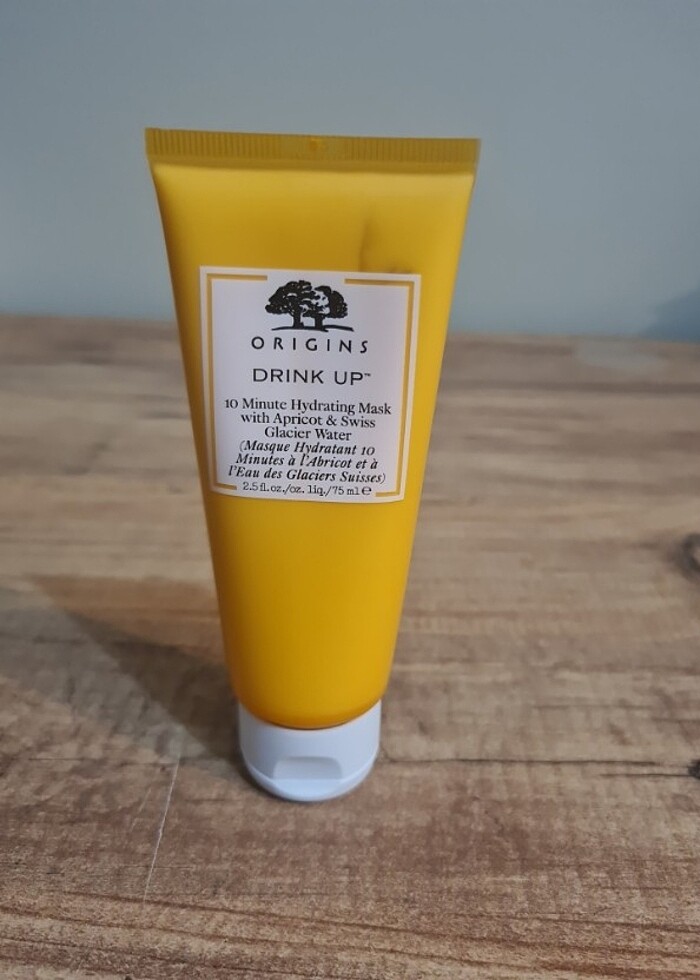 ORIGINS
DRINK UP™
10 Minute Hydrating Mask
with Apricot & Swiss
Glacier Water
(Masque Hydratant 10
Minutes à l'Abricot et à
l'Eau des Glaciers Suisses)
2.5 fl.oz./oz. liq./75 ml ℮